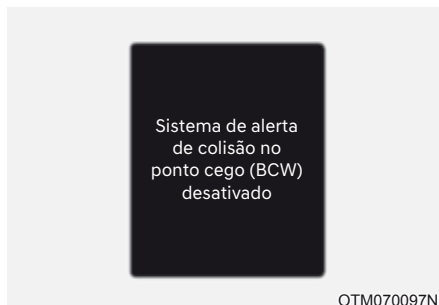 Sistema de alerta
de colisão no
ponto cego (BCW)
desativado
OTM070097N